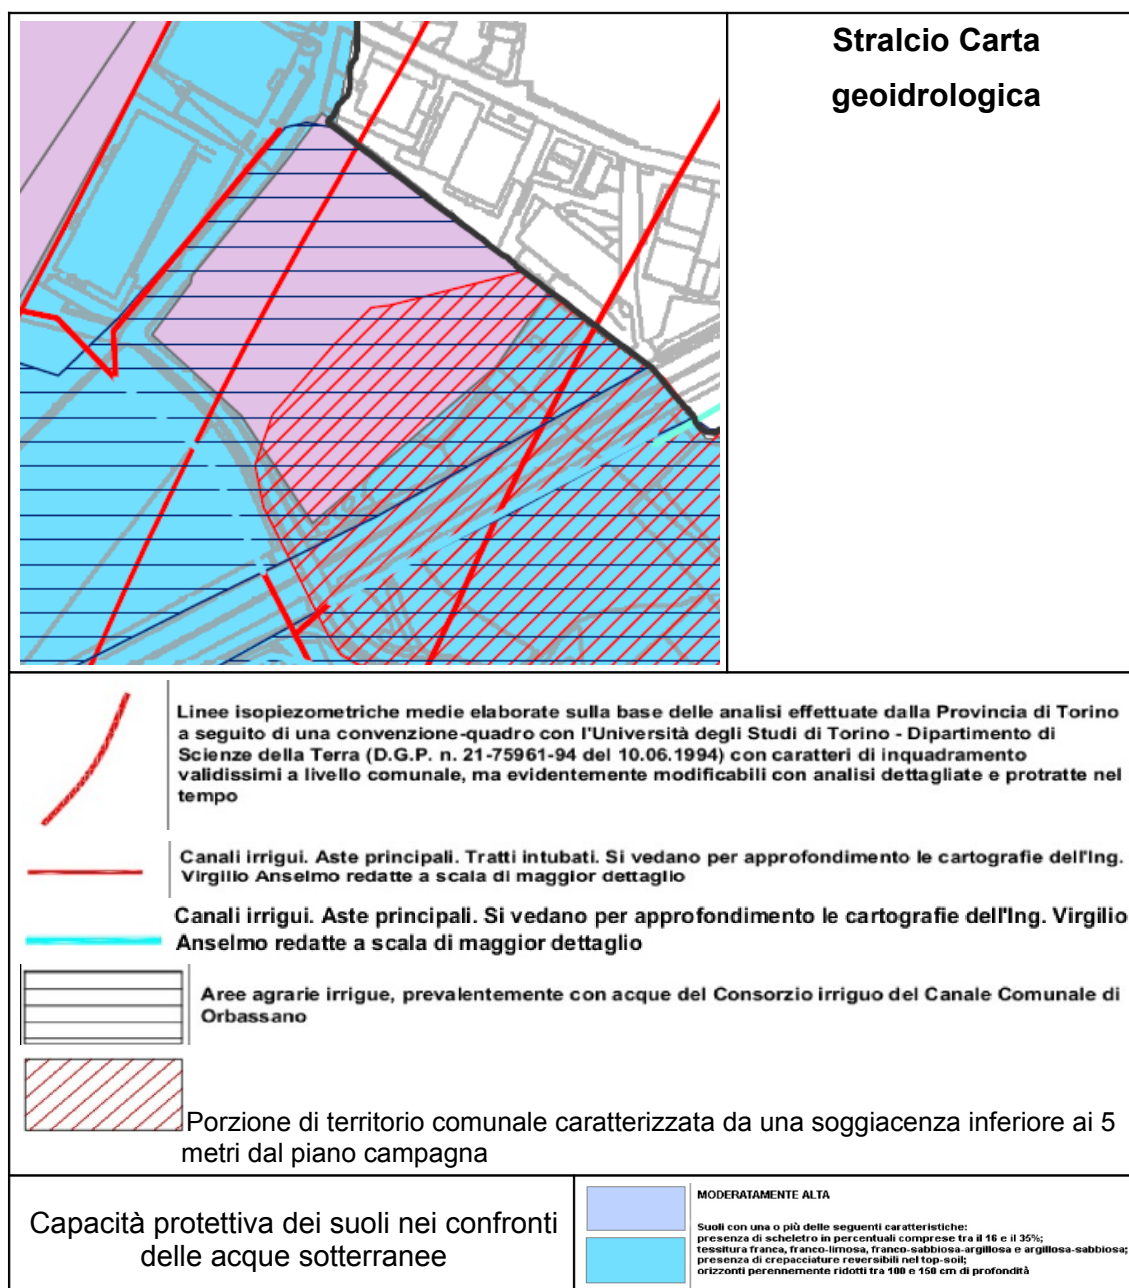 Stralcio Carta
geoidrologica
Linee isopiezometriche medie elaborate sulla base delle analisi effettuate dalla Provincia di Torino
a seguito di una convenzione-quadro con l'Università degli Studi di Torino - Dipartimento di
Scienze della Terra (D.G.P. n. 21-75961-94 del 10.06.1994) con caratteri di inquadramento
validissimi a livello comunale, ma evidentemente modificabili con analisi dettagliate e protratte nel
tempo
Canali irrigui. Aste principali. Tratti intubati. Si vedano per approfondimento le cartografie dell'Ing.
Virgilio Anselmo redatte a scala di maggior dettaglio
Canali irrigui. Aste principali. Si vedano per approfondimento le cartografie dell'Ing. Virgilio
Anselmo redatte a scala di maggior dettaglio
Aree agrarie irrigue, prevalentemente con acque del Consorzio irriguo del Canale Comunale di
Orbassano
Porzione di territorio comunale caratterizzata da una soggiacenza inferiore ai 5
metri dal piano campagna
Capacità protettiva dei suoli nei confronti
delle acque sotterranee
MODERATAMENTE ALTA
Suoli con una o più delle seguenti caratteristiche:
presenza di scheletro in percentuali comprese tra il 16 e il 35%;
tessitura franca, franco-limosa, franco-sabbiosa-argillosa e argillosa-sabbiosa;
presenza di crepacciature reversibili nel top-soil;
orizzonti perennemente ridotti tra 100 e 150 cm di profondità